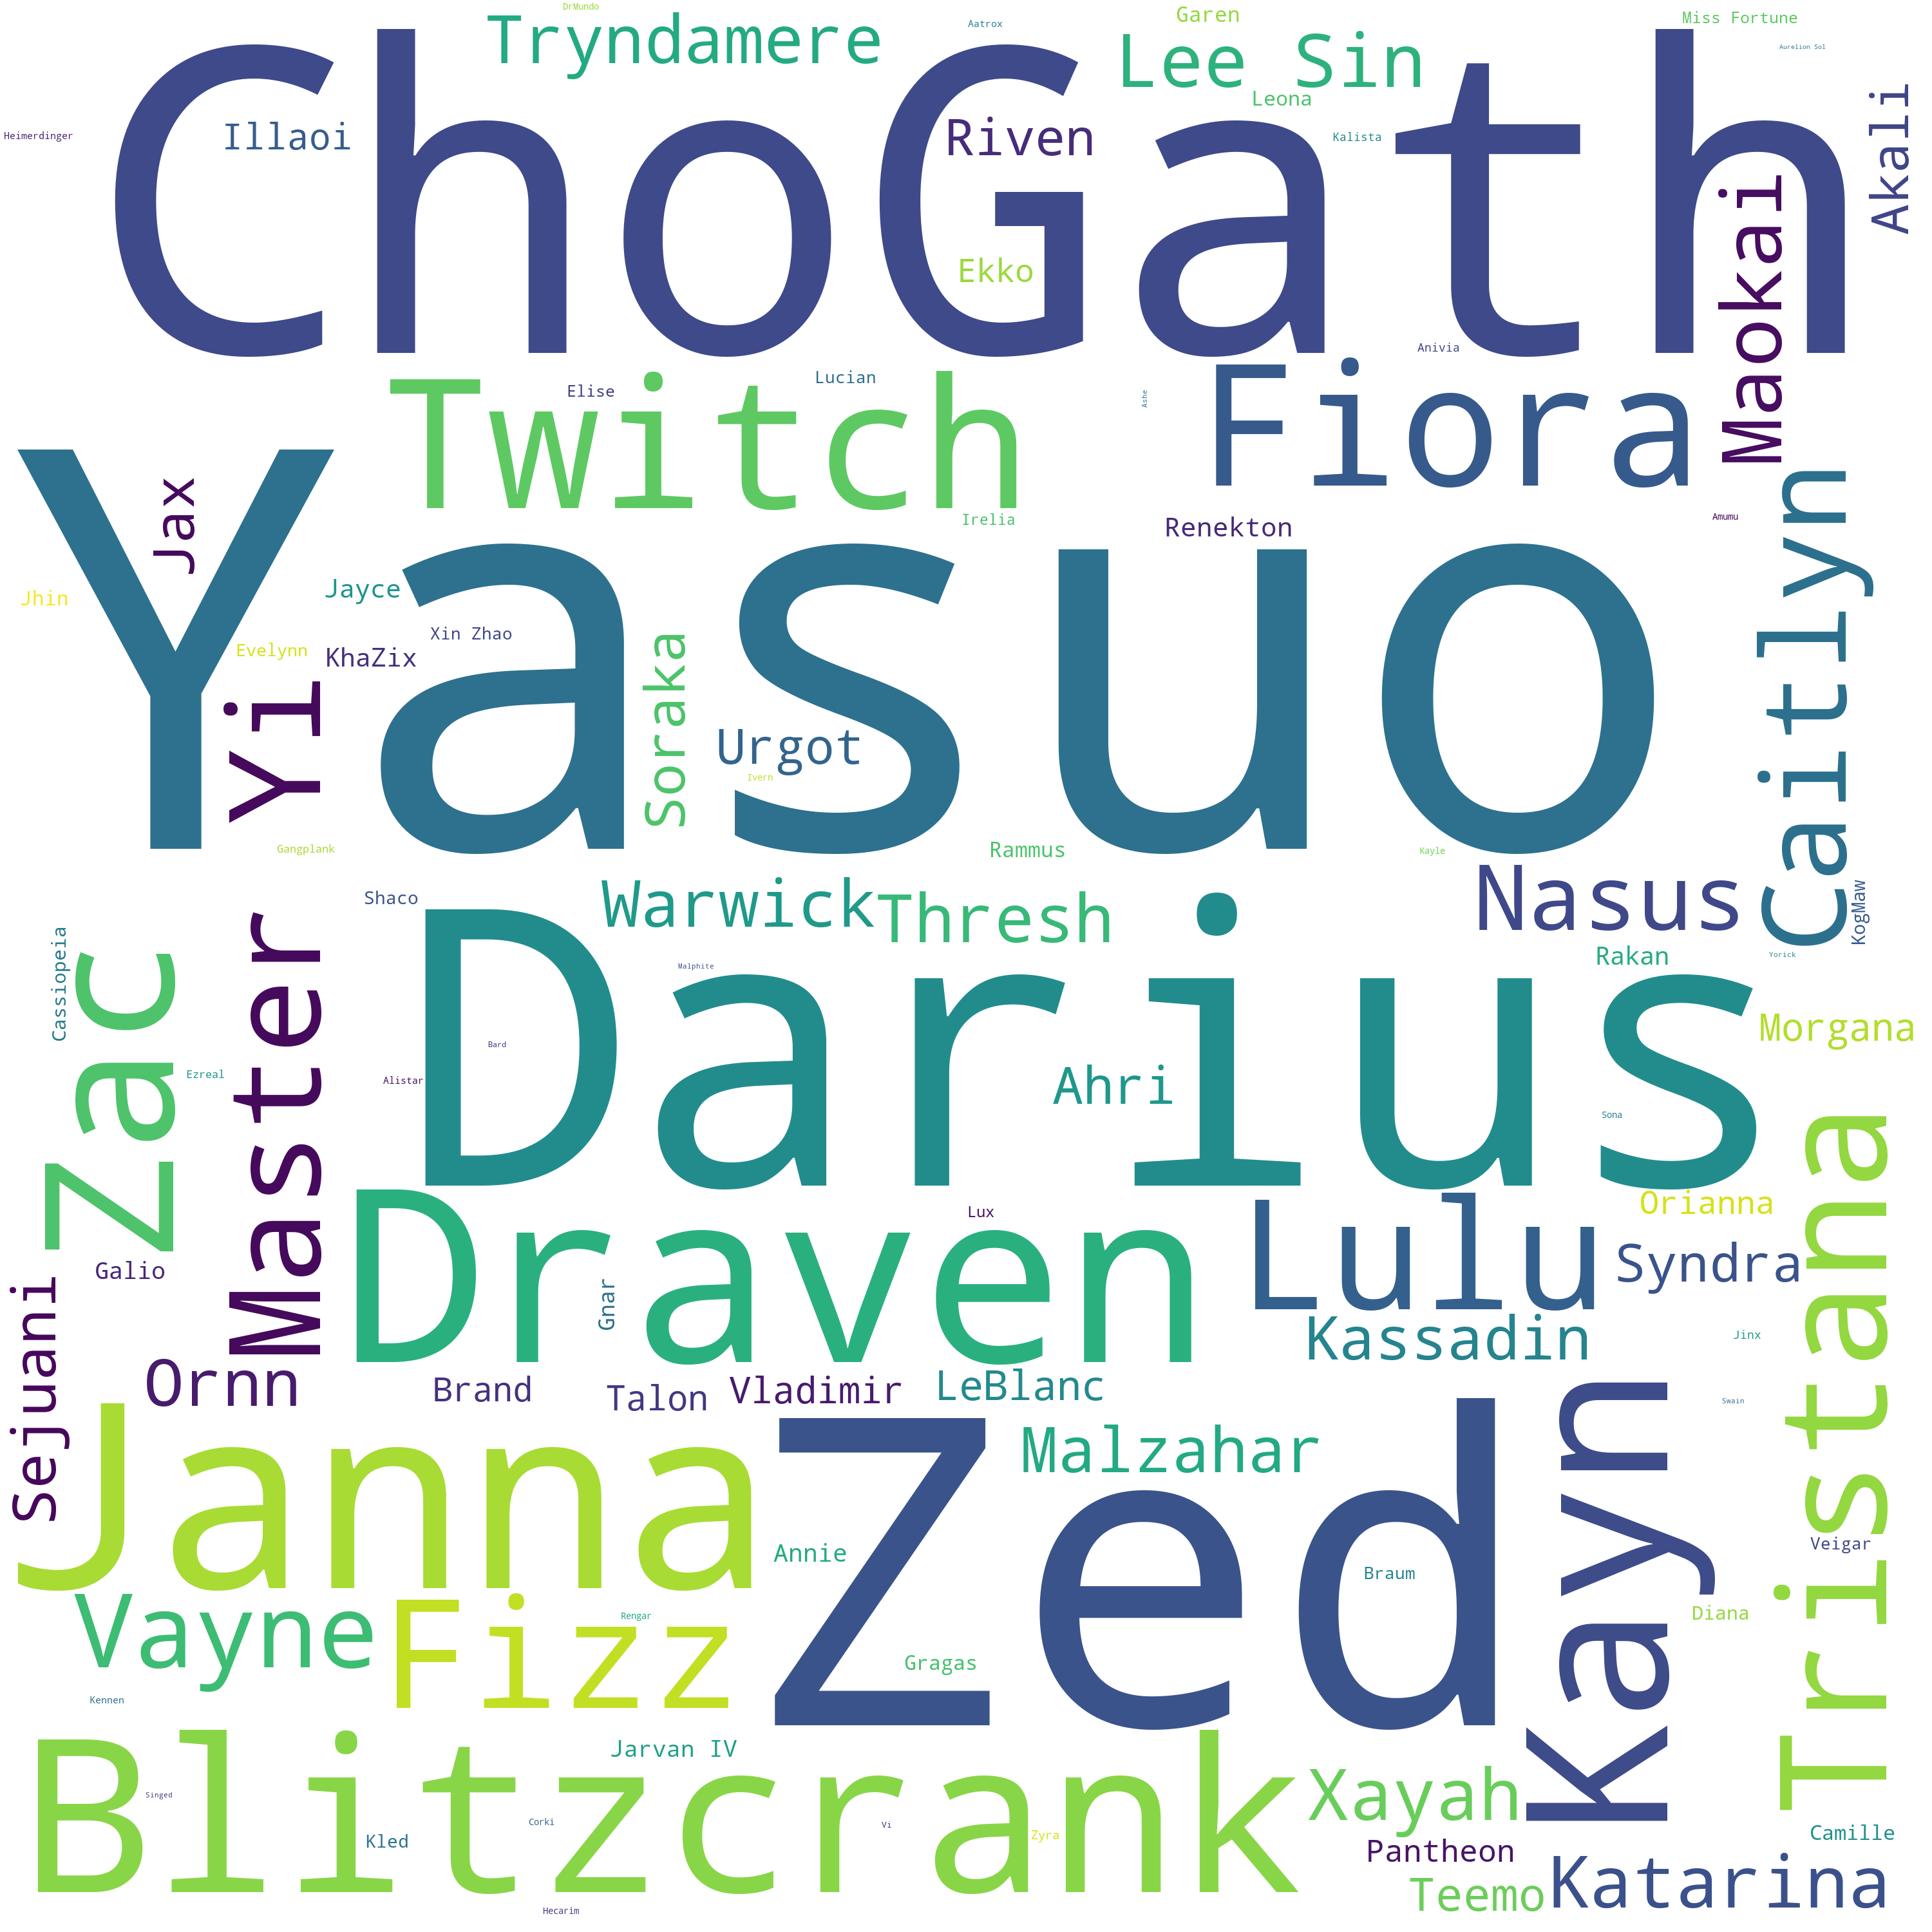 DrMundo
Tryndamere
Aatrox
Garen
Miss Fortune
Lee Sin
Aurelion Sol
ChoGath
Leona
Akali
Heimerdinger
Illaoi
Riven
Kalista
Maokai
Ekko
Anivia
Twitch
Elise
Lucian
Ashe
Fiora
Jax
Irelia
Renekton
Amumu
Caitlyn
Yasuo
Jhin
Jayce
Xin Zhao
Evelynn
KhaZix
Soraka
Urgot
Ivern
Master Yi
Gangplank
Rammus
Kayle
Shaco
Warwick
Thresh
Nasus
KogMaw
Cassiopeia
Zac
Malphite
Rakan
Yorick
Darius
Bard
Morgana
Ezreal
Alistar
Ahri
Sona
Tristana
Lux
Orianna
Draven
Lulu
Galio
Gnar
Syndra
Sejuani
Kassadin
Jinx
Ornn
Brand
Talon
Vladimir
LeBlanc
Kayn
Swain
Janna
Malzahar
Zed
Annie
Braum
Veigar
Vayne
Fizz
Rengar
Diana
Gragas
Kennen
Jarvan IV
Blitzcrank
Singed
Corki
Vi
Zyra
Kled
Xayah
Camille
Pantheon
Katarina
Teemo
Hecarim